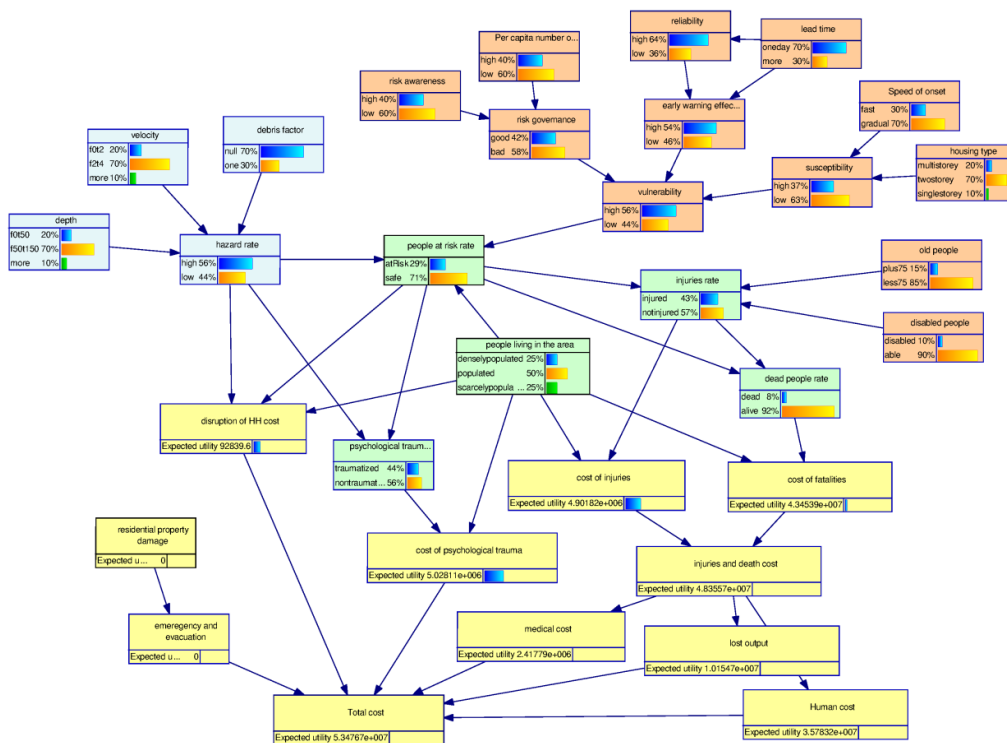 reliability
high 64%
low 36%
lead time
oneday 70%
more 30%
Per capita number o...
high 40%
low 60%
risk awareness
high 40%
low 60%
early warning effec...
high 54%
low 46%
Speed of onset
fast 30%
gradual 70%
risk governance
good 42%
bad 58%
velocity
f0t2 20%
f2t4 70%
more 10%
debris factor
null 70%
one 30%
housing type
multistorey 20%
twostorey 70%
singlestorey 10%
susceptibility
high 37%
low 63%
vulnerability
high 56%
low 44%
depth
f0t50 20%
f50t150 70%
more 10%
hazard rate
high 56%
low 44%
people at risk rate
atRisk 29%
safe 71%
old people
plus75 15%
less75 85%
injuries rate
injured 43%
notinjured 57%
disabled people
disabled 10%
able 90%
people living in the area
denselypopulated 25%
populated 50%
scarcelypopula ... 25%
dead people rate
dead 8%
alive 92%
disruption of HH cost
Expected utility 92839.6
psychological traum...
traumatized 44%
nontraumat... 56%
cost of injuries
Expected utility 4.90182e+006
cost of fatalities
Expected utility 4.34539e+007
residential property
damage
Expected u ... 0
cost of psychological trauma
Expected utility 5.02811e+006
injuries and death cost
Expected utility 4.83557e+007
emeregency and
evacuation
Expected u ... 0
medical cost
Expected utility 2.41779e+006
lost output
Expected utility 1.01547e+007
Total cost
Expected utility 5.34767e+007
Human cost
Expected utility 3.57832e+007